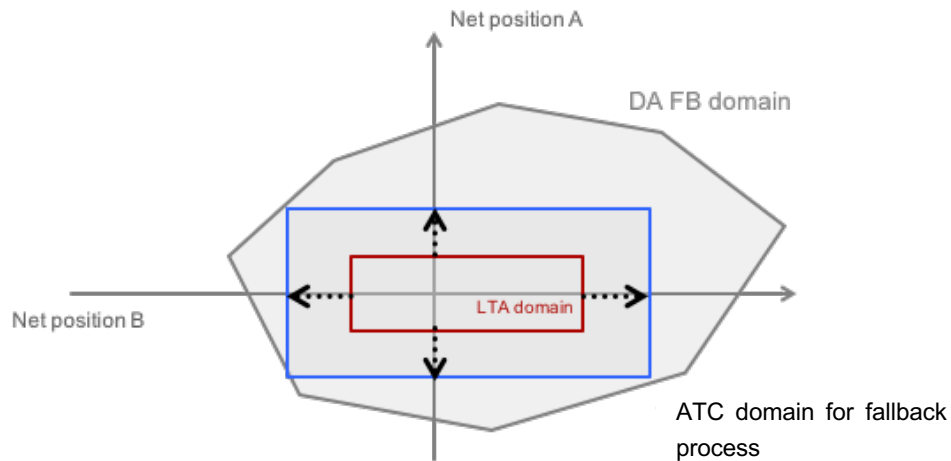 Net position A
DA FB domain
LTA domain
Net position B
ATC domain for fallback
process